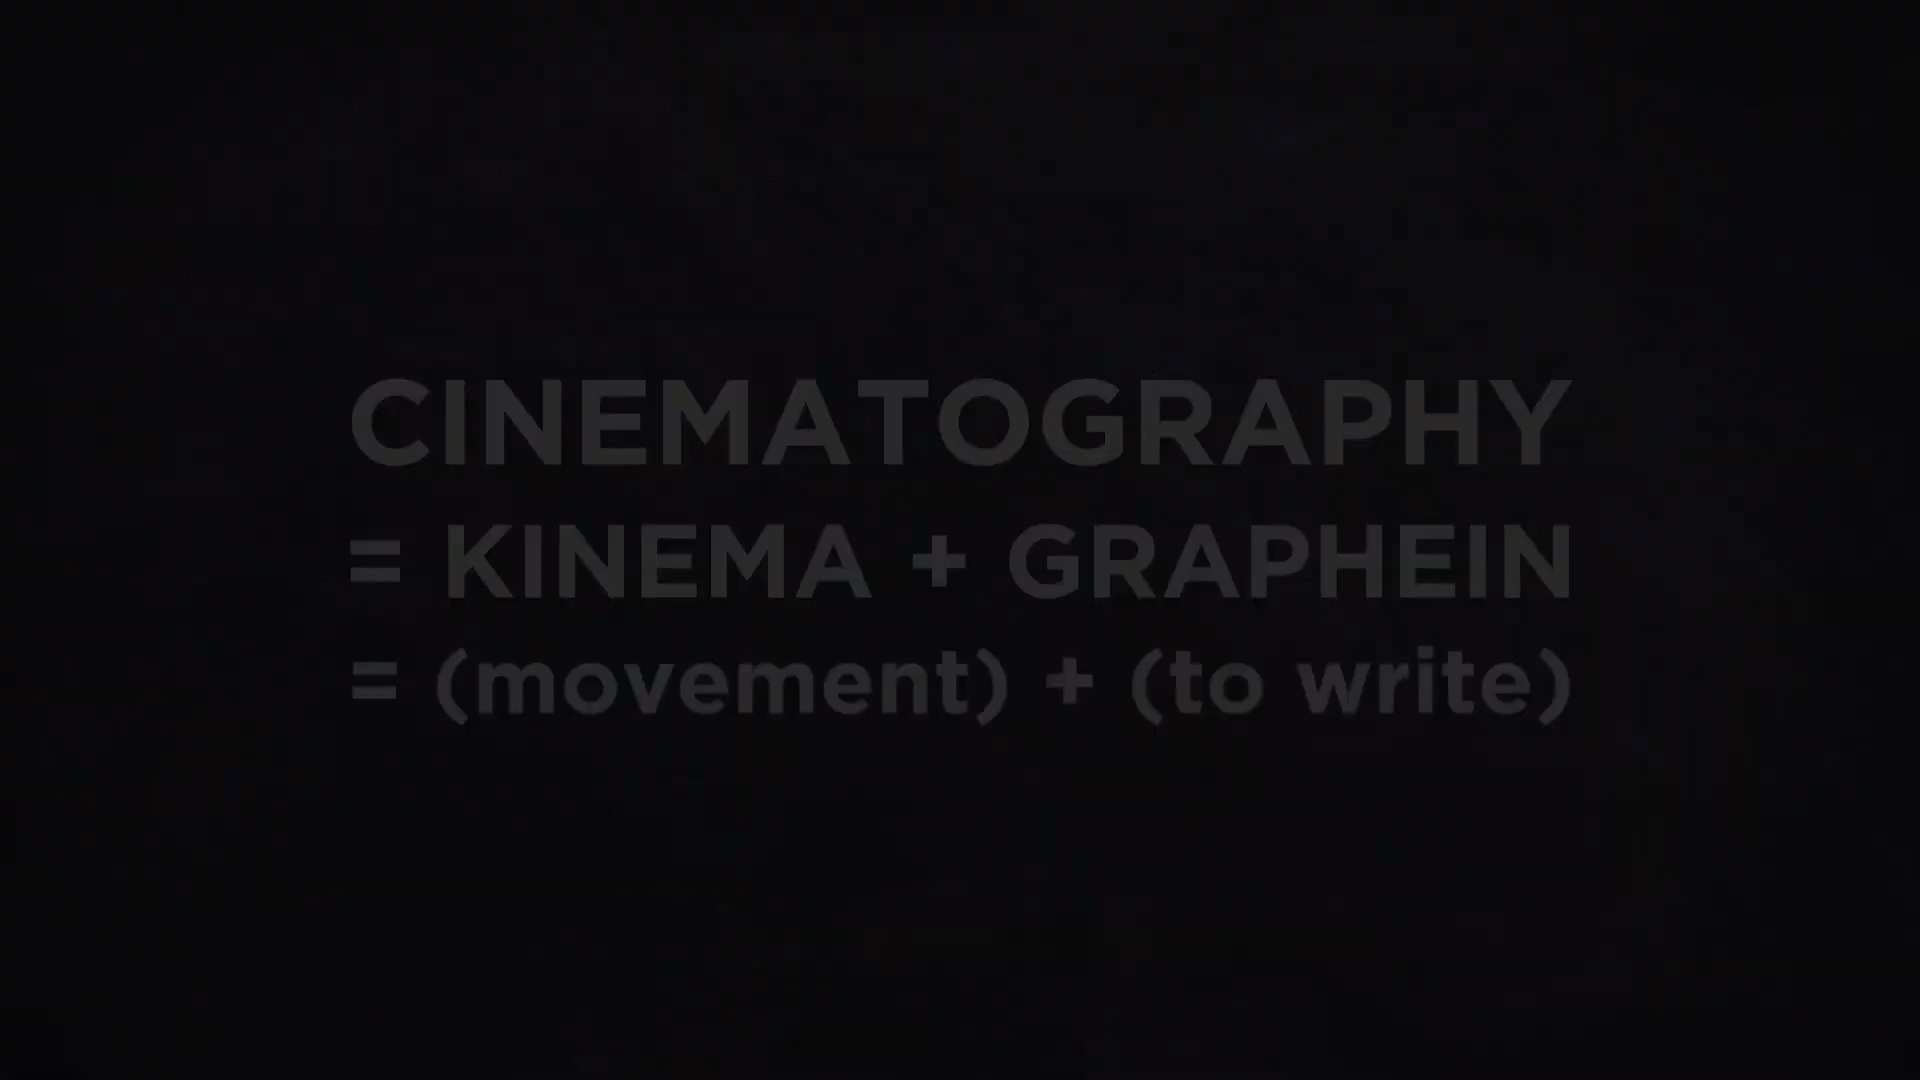 CINEMATOGRAPHY
= KINEMA + GRAPHEIN
= (movement) + (to write)